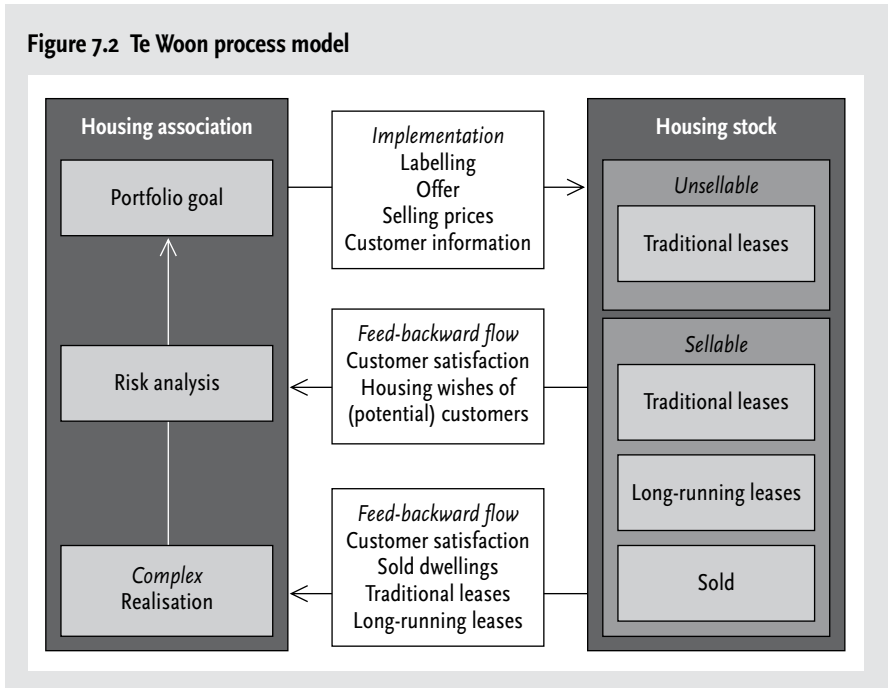 Figure 7.2 Te Woon process model
Housing association
Portfolio goal
Risk analysis
Complex
Realisation
Implementation
Labelling
Offer
Selling prices
Customer information
Feed-backward flow
Customer satisfaction
Housing wishes of
(potential) customers
Feed-backward flow
Customer satisfaction
Sold dwellings
Traditional leases
Long-running leases
Housing stock
Unsellable
Traditional leases
Sellable
Traditional leases
Long-running leases
Sold